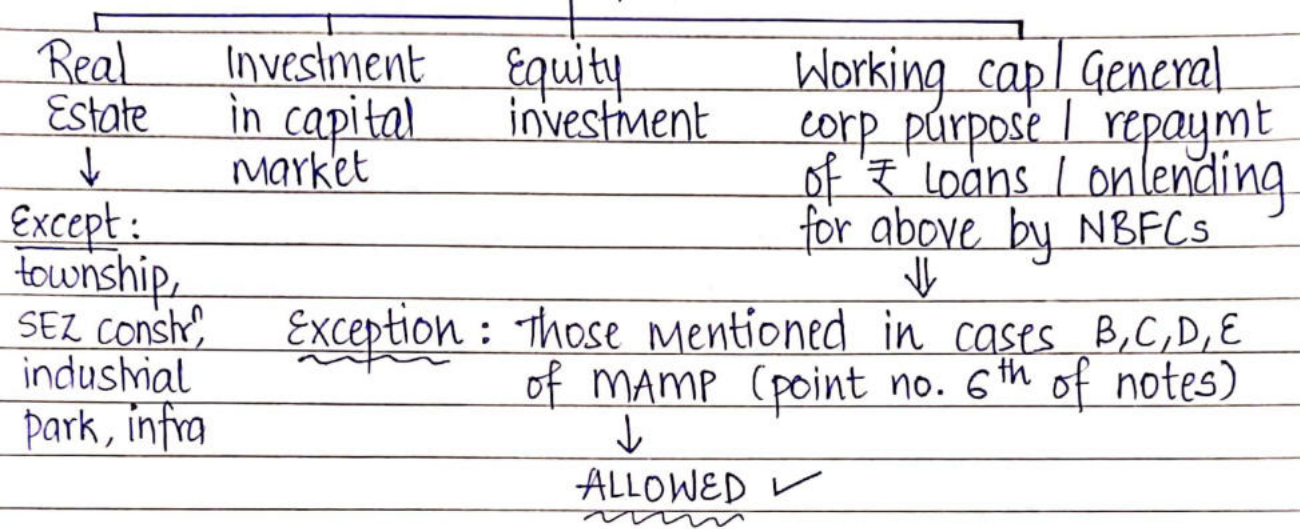 Real
Estate
↓
Except:
township,
SEZ constrⁿ,
industrial
park, infra
Investment
in capital
market
Equity
investment
Working cap / General
corp purpose / repaymt
of ₹ loans / onlending
for above by NBFCs
⇓
Exception: Those mentioned in cases B,C,D,E
of MAMP (point no. 6th of notes)
↓
ALLOWED ✓